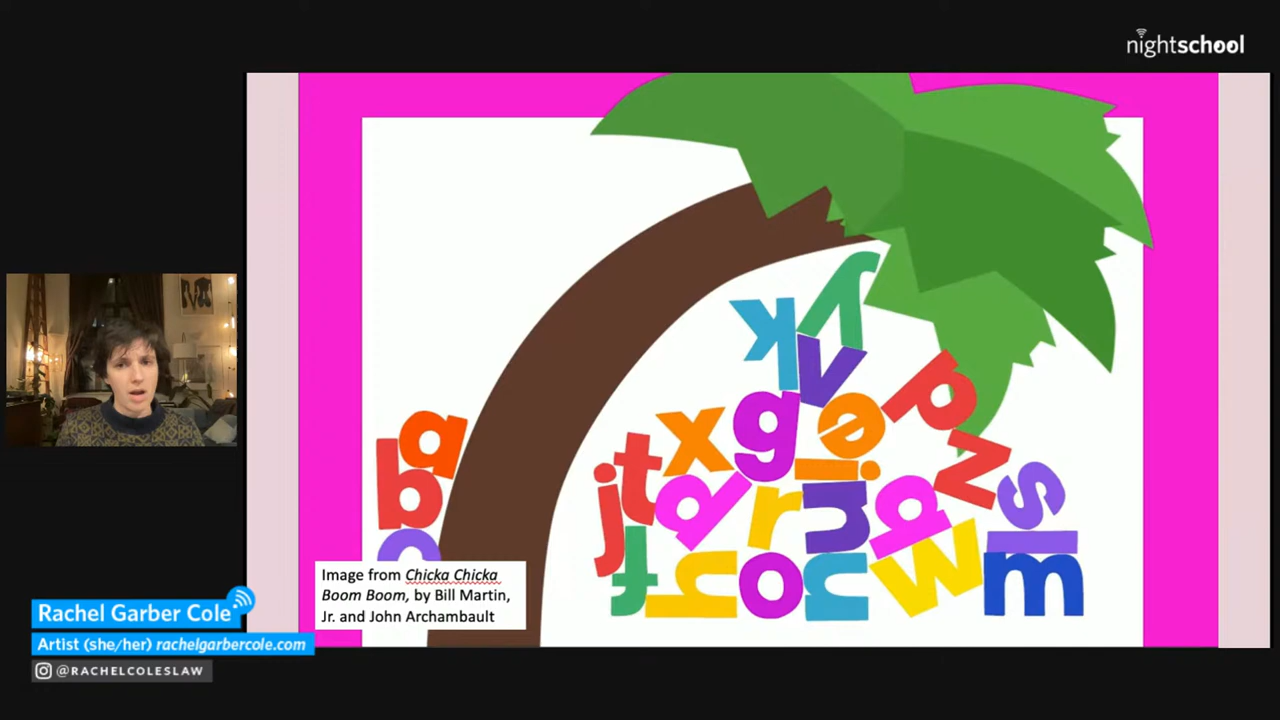 nightschool
k y
v
a x g e p
b j t d r i n q z s
c f h o u w l m
Image from Chicka Chicka
Boom Boom, by Bill Martin,
Jr. and John Archambault
Rachel Garber Cole
Artist (she/her) rachelgarbercole.com
@RACHELCOLESLAW